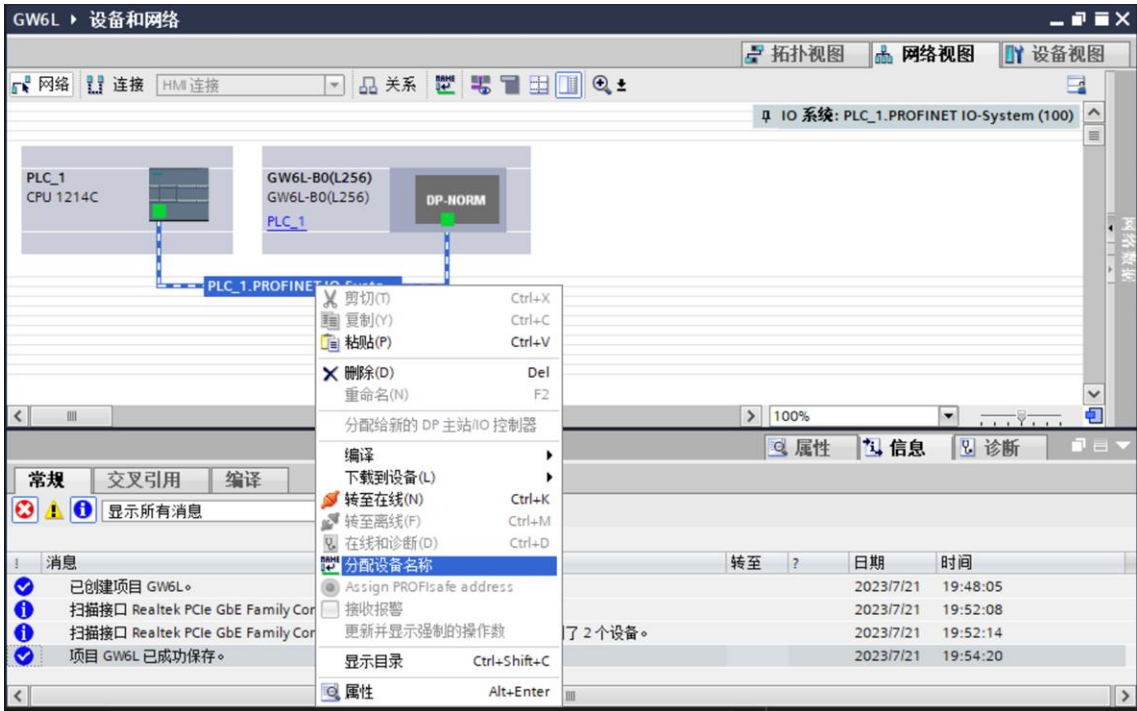 GW6L ▸ 设备和网络
拓扑视图 网络视图 设备视图
网络 连接 HMI 连接 关系
IO 系统: PLC_1.PROFINET IO-System (100)
PLC_1
CPU 1214C
GW6L-B0(L256)
GW6L-B0(L256)
PLC_1
DP-NORM
网络数据
PLC_1.PROFINET IO-Syste
剪切(T) Ctrl+X
复制(Y) Ctrl+C
粘贴(P) Ctrl+V
删除(D) Del
重命名(N) F2
分配给新的 DP 主站/IO 控制器
编译
下载到设备(L)
转至在线(N) Ctrl+K
转至离线(F) Ctrl+M
在线和诊断(D) Ctrl+D
分配设备名称
Assign PROFIsafe address
接收报警
更新并显示强制的操作数
显示目录 Ctrl+Shift+C
属性 Alt+Enter
100%
属性 信息 诊断
常规 交叉引用 编译
显示所有消息
! 消息 转至 ? 日期 时间
已创建项目 GW6L。 2023/7/21 19:48:05
扫描接口 Realtek PCIe GbE Family Con 2023/7/21 19:52:08
扫描接口 Realtek PCIe GbE Family Con 了 2 个设备。 2023/7/21 19:52:14
项目 GW6L 已成功保存。 2023/7/21 19:54:20